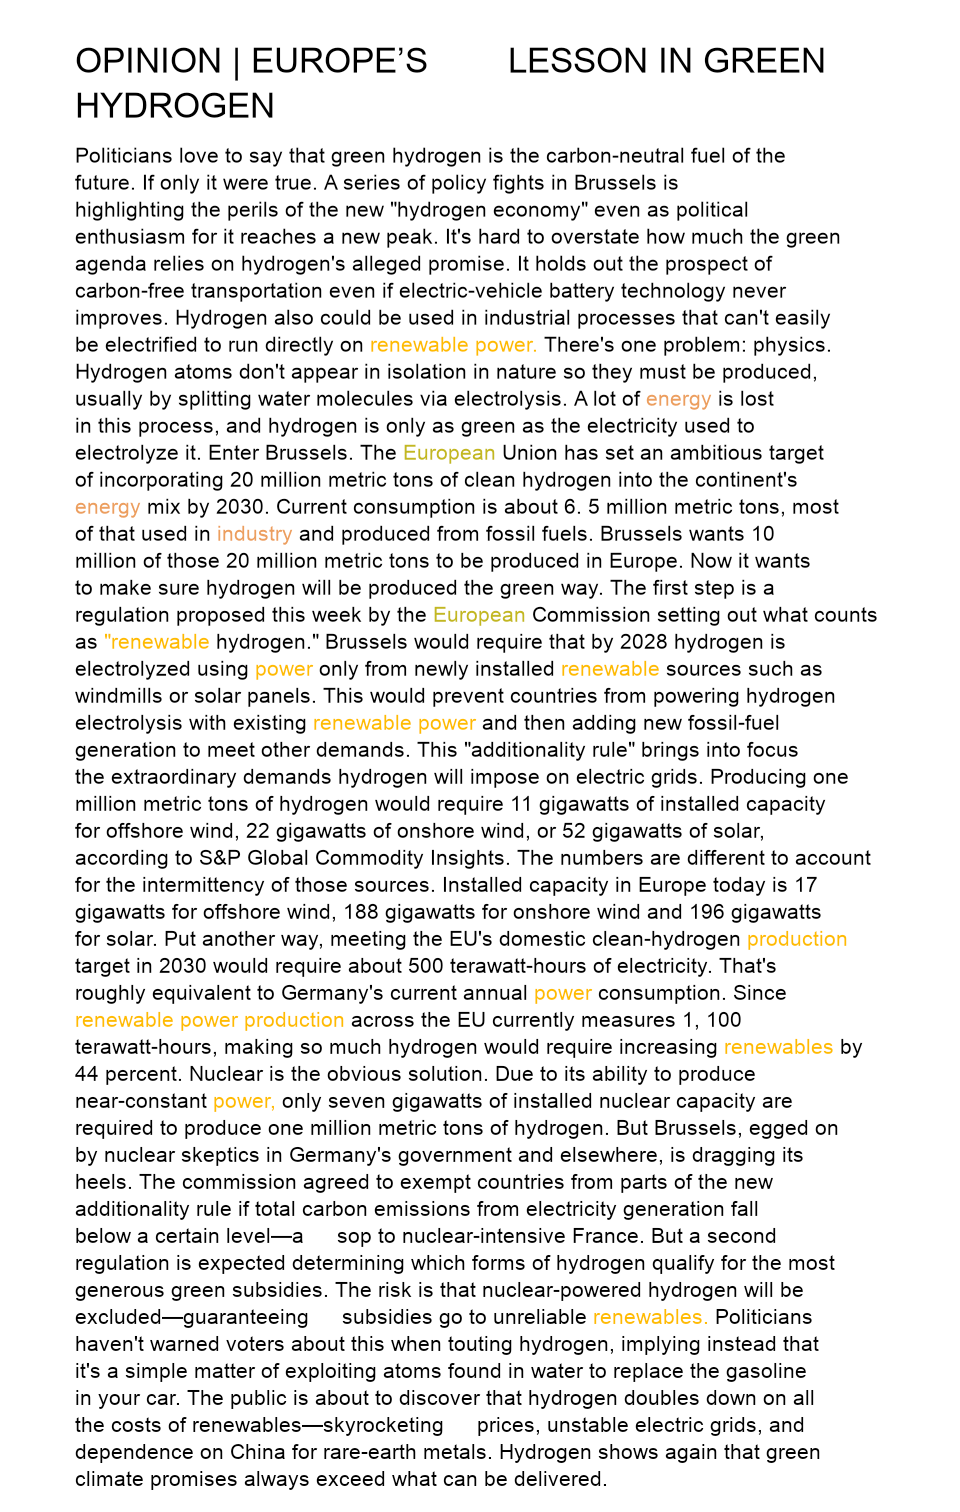 OPINION | EUROPE’S LESSON IN GREEN
HYDROGEN
Politicians love to say that green hydrogen is the carbon-neutral fuel of the
future. If only it were true. A series of policy fights in Brussels is
highlighting the perils of the new "hydrogen economy" even as political
enthusiasm for it reaches a new peak. It's hard to overstate how much the green
agenda relies on hydrogen's alleged promise. It holds out the prospect of
carbon-free transportation even if electric-vehicle battery technology never
improves. Hydrogen also could be used in industrial processes that can't easily
be electrified to run directly on renewable power. There's one problem: physics.
Hydrogen atoms don't appear in isolation in nature so they must be produced,
usually by splitting water molecules via electrolysis. A lot of energy is lost
in this process, and hydrogen is only as green as the electricity used to
electrolyze it. Enter Brussels. The European Union has set an ambitious target
of incorporating 20 million metric tons of clean hydrogen into the continent's
energy mix by 2030. Current consumption is about 6. 5 million metric tons, most
of that used in industry and produced from fossil fuels. Brussels wants 10
million of those 20 million metric tons to be produced in Europe. Now it wants
to make sure hydrogen will be produced the green way. The first step is a
regulation proposed this week by the European Commission setting out what counts
as "renewable hydrogen." Brussels would require that by 2028 hydrogen is
electrolyzed using power only from newly installed renewable sources such as
windmills or solar panels. This would prevent countries from powering hydrogen
electrolysis with existing renewable power and then adding new fossil-fuel
generation to meet other demands. This "additionality rule" brings into focus
the extraordinary demands hydrogen will impose on electric grids. Producing one
million metric tons of hydrogen would require 11 gigawatts of installed capacity
for offshore wind, 22 gigawatts of onshore wind, or 52 gigawatts of solar,
according to S&P Global Commodity Insights. The numbers are different to account
for the intermittency of those sources. Installed capacity in Europe today is 17
gigawatts for offshore wind, 188 gigawatts for onshore wind and 196 gigawatts
for solar. Put another way, meeting the EU's domestic clean-hydrogen production
target in 2030 would require about 500 terawatt-hours of electricity. That's
roughly equivalent to Germany's current annual power consumption. Since
renewable power production across the EU currently measures 1, 100
terawatt-hours, making so much hydrogen would require increasing renewables by
44 percent. Nuclear is the obvious solution. Due to its ability to produce
near-constant power, only seven gigawatts of installed nuclear capacity are
required to produce one million metric tons of hydrogen. But Brussels, egged on
by nuclear skeptics in Germany's government and elsewhere, is dragging its
heels. The commission agreed to exempt countries from parts of the new
additionality rule if total carbon emissions from electricity generation fall
below a certain level—a sop to nuclear-intensive France. But a second
regulation is expected determining which forms of hydrogen qualify for the most
generous green subsidies. The risk is that nuclear-powered hydrogen will be
excluded—guaranteeing subsidies go to unreliable renewables. Politicians
haven't warned voters about this when touting hydrogen, implying instead that
it's a simple matter of exploiting atoms found in water to replace the gasoline
in your car. The public is about to discover that hydrogen doubles down on all
the costs of renewables—skyrocketing prices, unstable electric grids, and
dependence on China for rare-earth metals. Hydrogen shows again that green
climate promises always exceed what can be delivered.